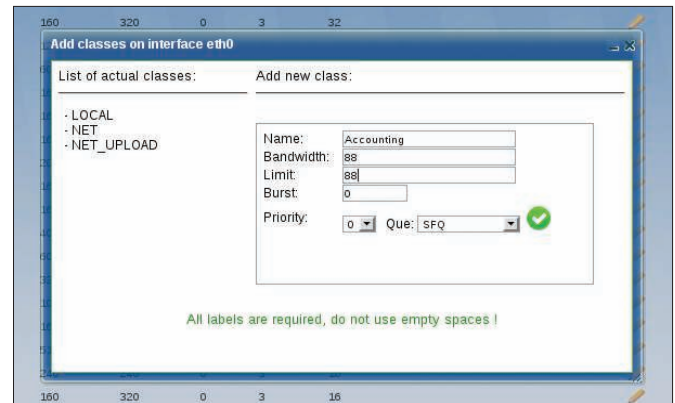 160 320 0 3 32
Add classes on interface eth0
List of actual classes:
Add new class:
- LOCAL
- NET
- NET_UPLOAD
Name: Accounting
Bandwidth: 88
Limit: 88
Burst: 0
Priority: 0 Que: SFQ
All labels are required, do not use empty spaces !
160 320 0 3 16